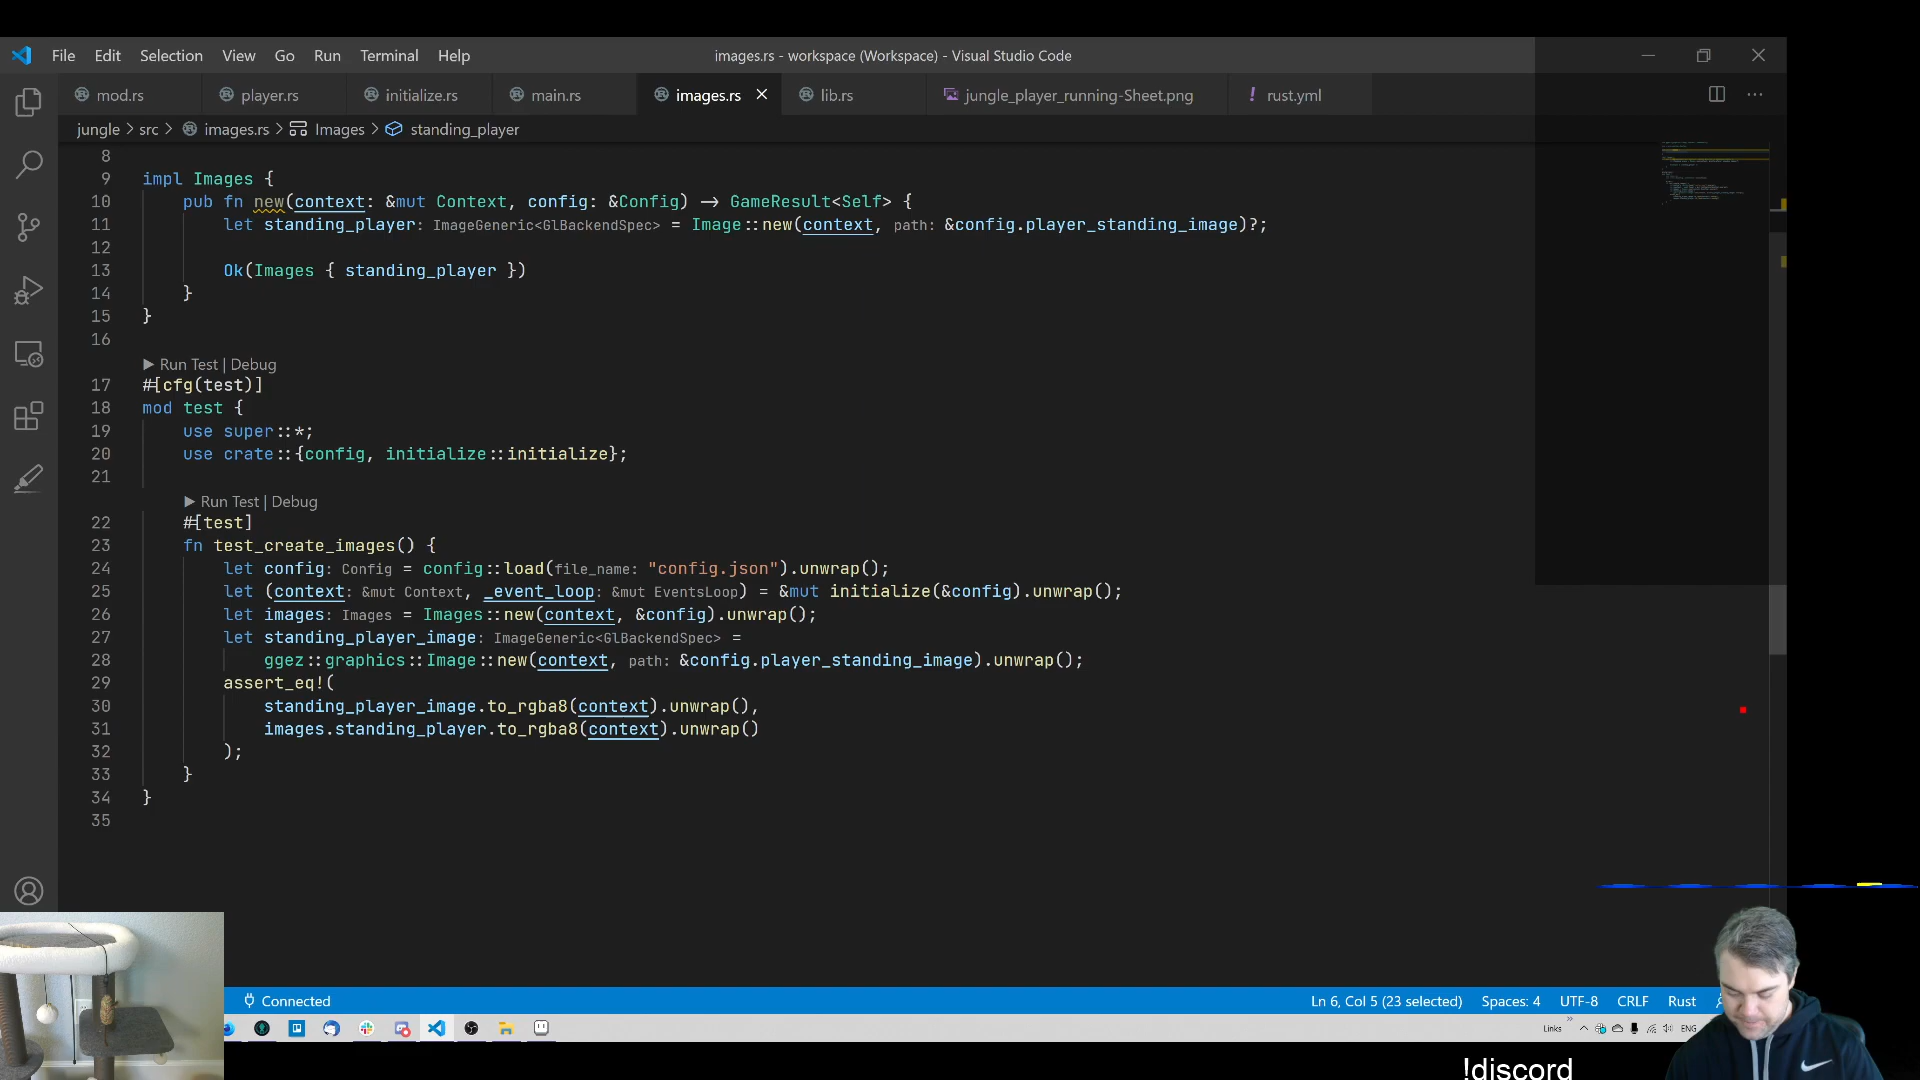 File Edit Selection View Go Run Terminal Help
images.rs - workspace (Workspace) - Visual Studio Code
mod.rs player.rs initialize.rs main.rs images.rs lib.rs jungle_player_running-Sheet.png ! rust.yml
jungle > src > images.rs > Images > standing_player
8
9 impl Images {
10 pub fn new(context: &mut Context, config: &Config) -> GameResult<Self> {
11 let standing_player: ImageGeneric<GlBackendSpec> = Image::new(context, path: &config.player_standing_image)?;
12
13 Ok(Images { standing_player })
14 }
15 }
16
▶ Run Test | Debug
17 #[cfg(test)]
18 mod test {
19 use super::*;
20 use crate::{config, initialize::initialize};
21
▶ Run Test | Debug
22 #[test]
23 fn test_create_images() {
24 let config: Config = config::load(file_name: "config.json").unwrap();
25 let (context: &mut Context, _event_loop: &mut EventsLoop) = &mut initialize(&config).unwrap();
26 let images: Images = Images::new(context, &config).unwrap();
27 let standing_player_image: ImageGeneric<GlBackendSpec> =
28 ggez::graphics::Image::new(context, path: &config.player_standing_image).unwrap();
29 assert_eq!(
30 standing_player_image.to_rgba8(context).unwrap(),
31 images.standing_player.to_rgba8(context).unwrap()
32 );
33 }
34 }
35
Connected Ln 6, Col 5 (23 selected) Spaces: 4 UTF-8 CRLF Rust
Links ENG
!discord